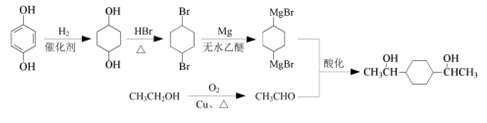 OH
OH
H₂
催化剂
OH
OH
HBr
△
Br
Br
Mg
无水乙醚
MgBr
MgBr
CH₃CH₂OH
O₂
Cu、△
CH₃CHO
酸化
OH OH
CH₃CH CHCH₃